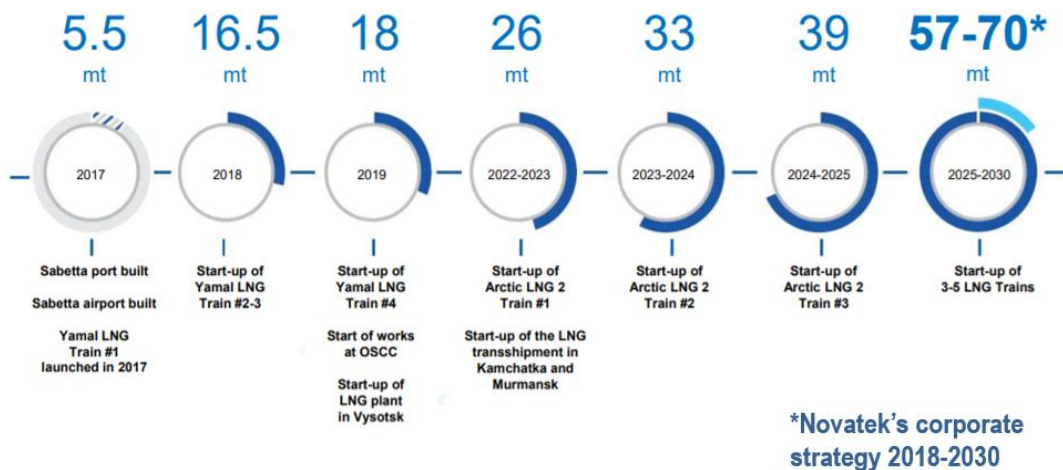 5.5
mt
16.5
mt
18
mt
26
mt
33
mt
39
mt
57-70*
mt
2017
2018
2019
2022-2023
2023-2024
2024-2025
2025-2030
Sabetta port built
Sabetta airport built
Yamal LNG
Train #1
launched in 2017
Start-up of
Yamal LNG
Train #2-3
Start-up of
Yamal LNG
Train #4
Start of works
at OSCC
Start-up of
LNG plant
in Vysotsk
Start-up of
Arctic LNG 2
Train #1
Start-up of the LNG
transshipment in
Kamchatka and
Murmansk
Start-up of
Arctic LNG 2
Train #2
Start-up of
Arctic LNG 2
Train #3
Start-up of
3-5 LNG Trains
*Novatek's corporate
strategy 2018-2030